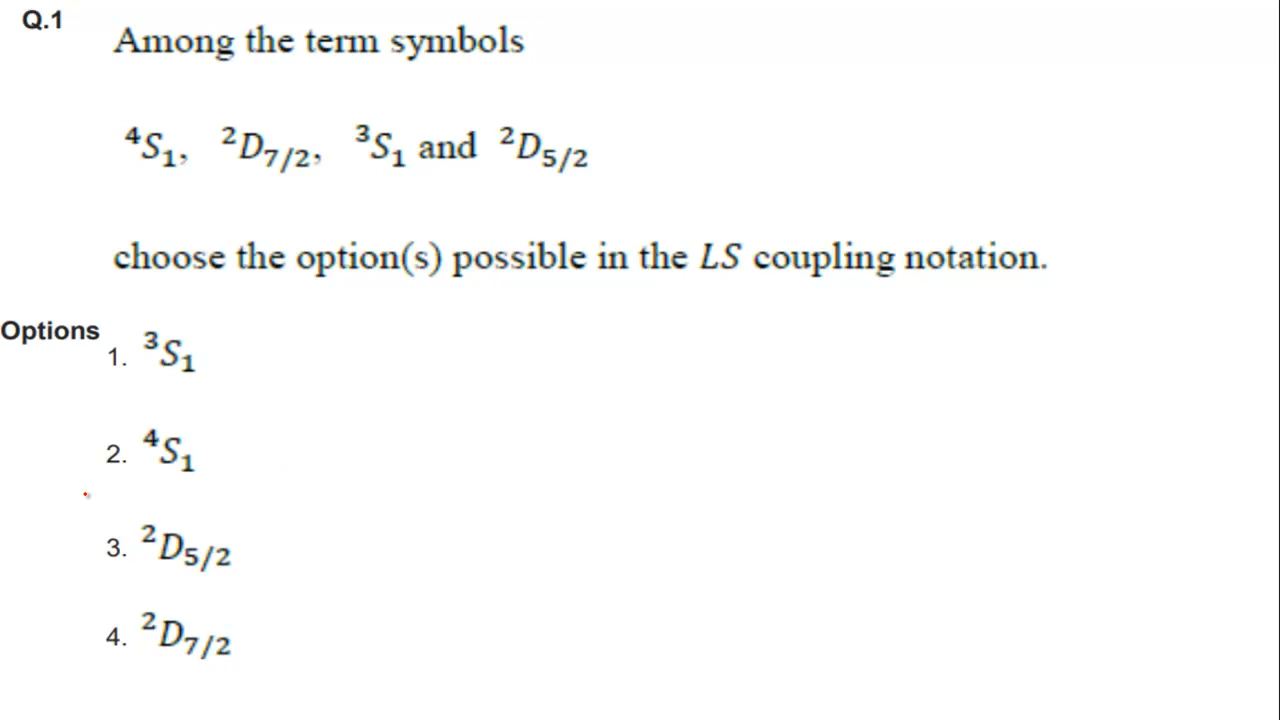 Q.1
Among the term symbols
⁴S₁, ²D₇/₂, ³S₁ and ²D₅/₂
choose the option(s) possible in the LS coupling notation.
Options
1. ³S₁
2. ⁴S₁
3. ²D₅/₂
4. ²D₇/₂